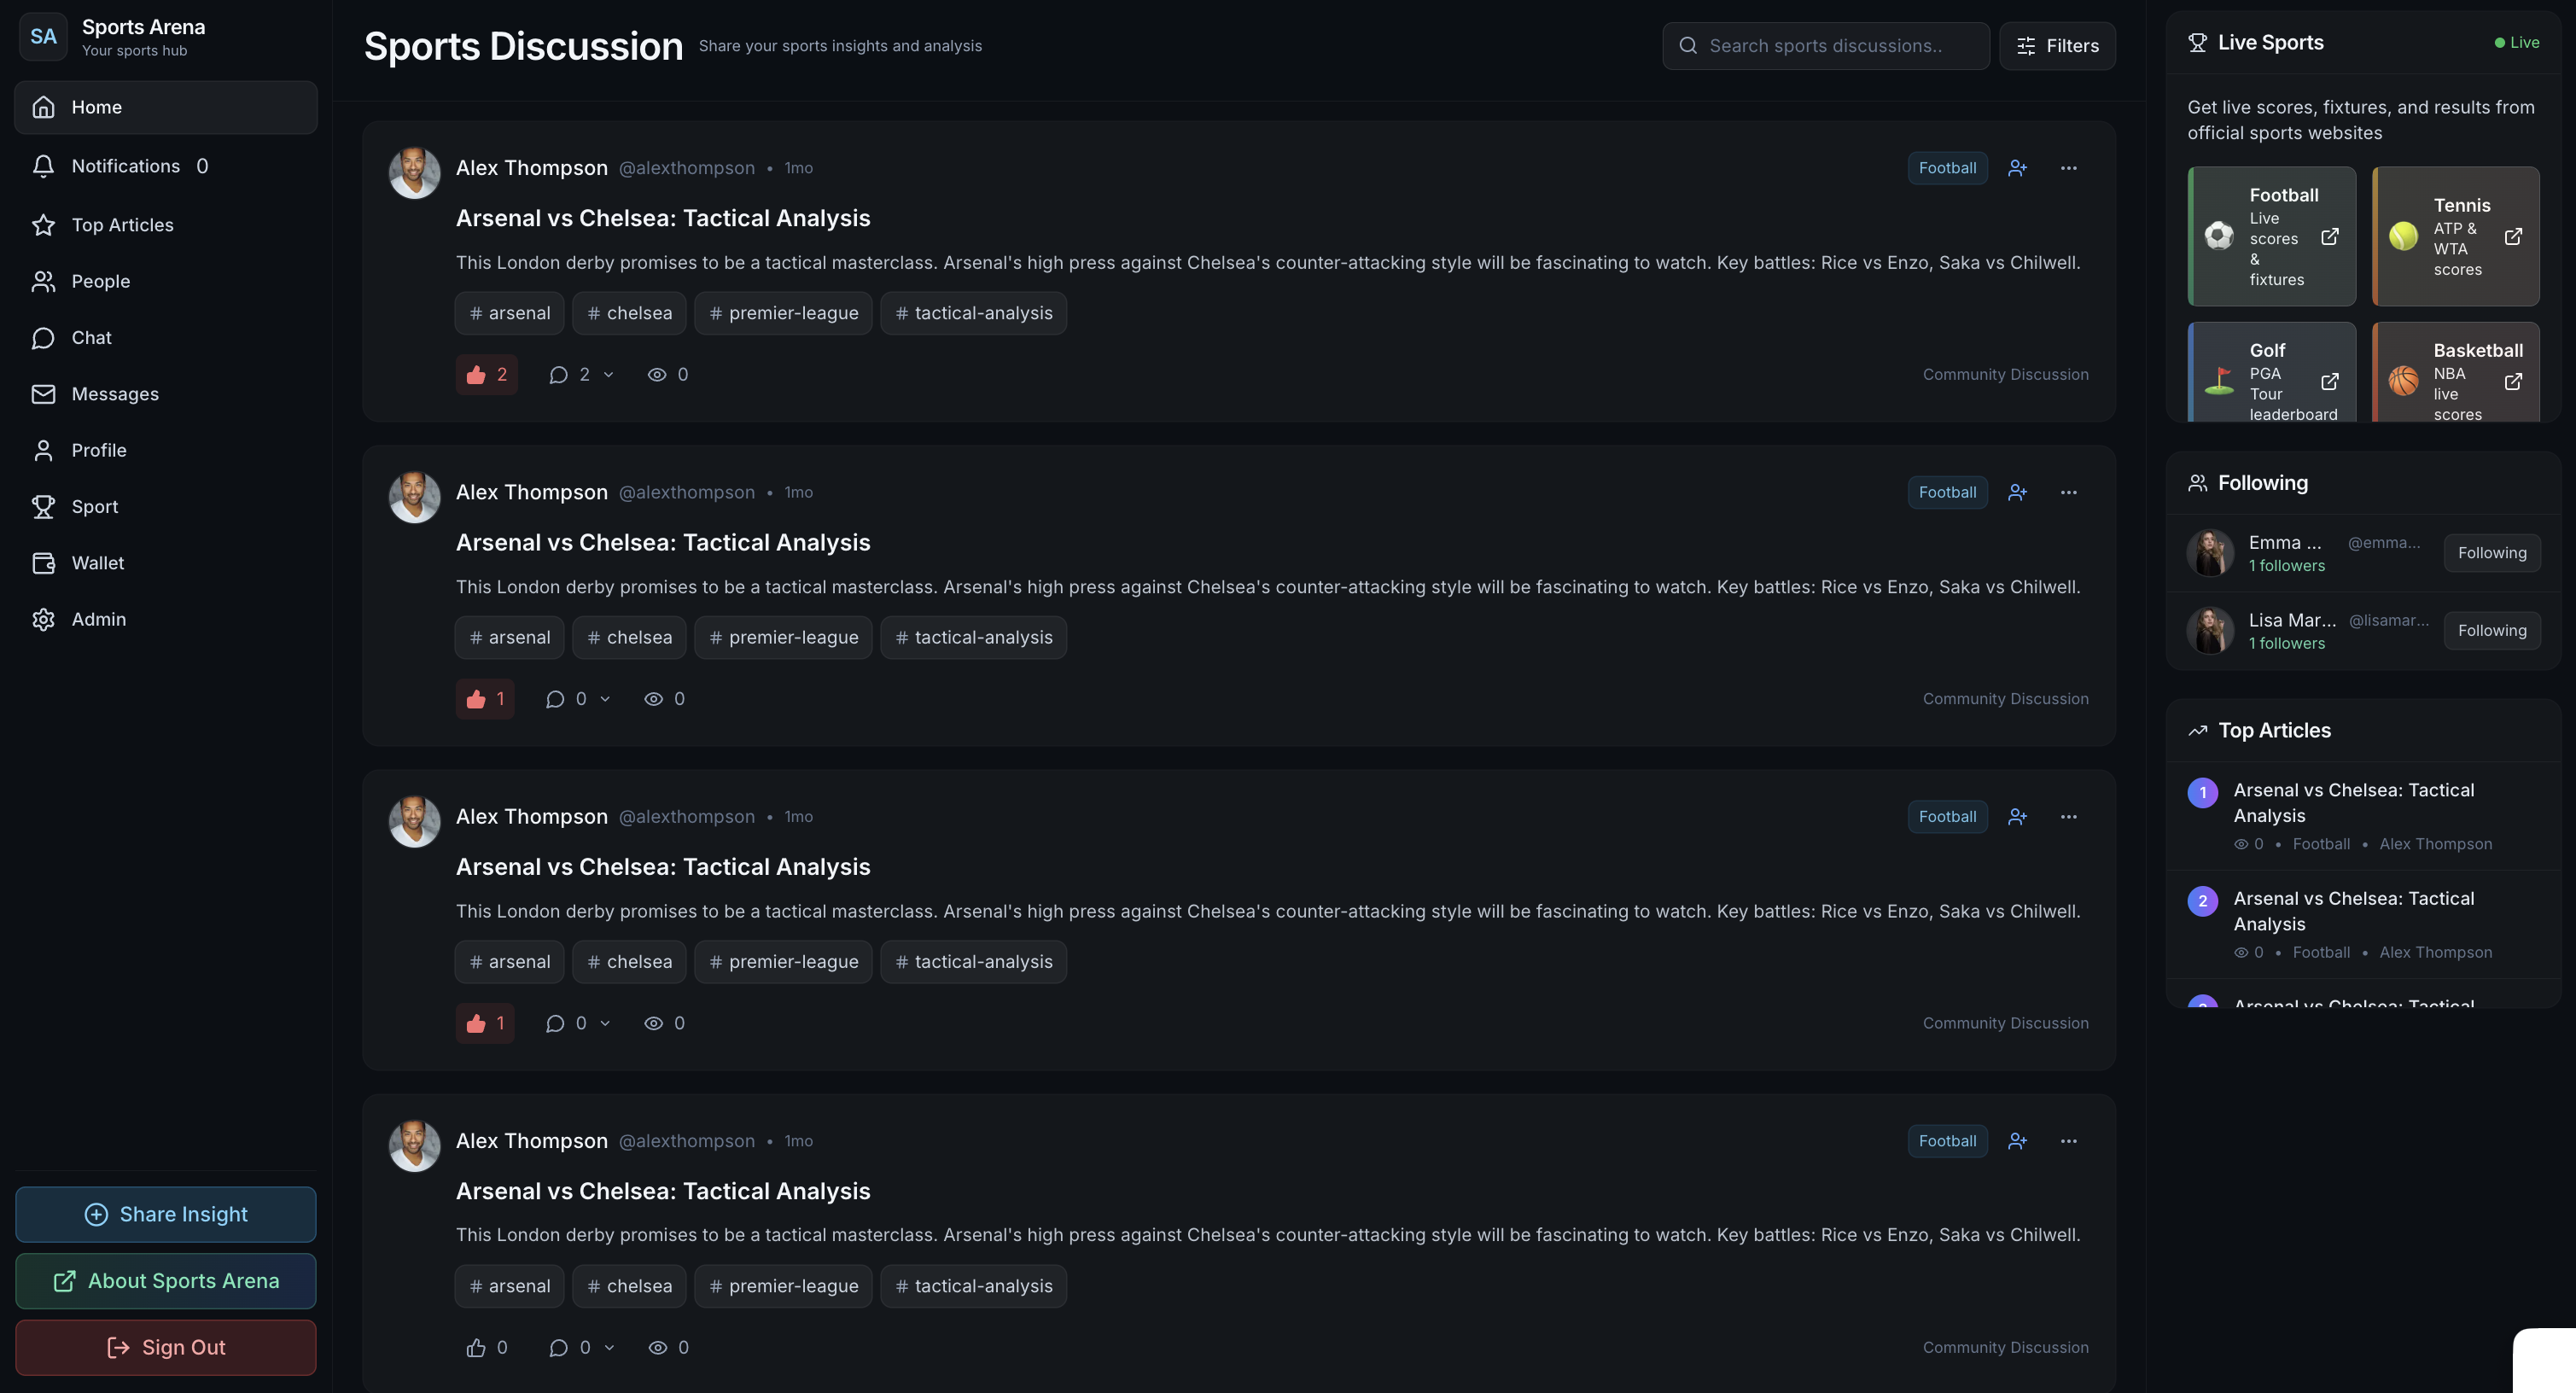 SA
Sports Arena
Your sports hub
Home
Notifications 0
Top Articles
People
Chat
Messages
Profile
Sport
Wallet
Admin
Share Insight
About Sports Arena
Sign Out
Sports Discussion
Share your sports insights and analysis
Search sports discussions..
Filters
Alex Thompson @alexthompson • 1mo
Football
Arsenal vs Chelsea: Tactical Analysis
This London derby promises to be a tactical masterclass. Arsenal's high press against Chelsea's counter-attacking style will be fascinating to watch. Key battles: Rice vs Enzo, Saka vs Chilwell.
# arsenal # chelsea # premier-league # tactical-analysis
2 2 0
Community Discussion
Alex Thompson @alexthompson • 1mo
Football
Arsenal vs Chelsea: Tactical Analysis
This London derby promises to be a tactical masterclass. Arsenal's high press against Chelsea's counter-attacking style will be fascinating to watch. Key battles: Rice vs Enzo, Saka vs Chilwell.
# arsenal # chelsea # premier-league # tactical-analysis
1 0 0
Community Discussion
Alex Thompson @alexthompson • 1mo
Football
Arsenal vs Chelsea: Tactical Analysis
This London derby promises to be a tactical masterclass. Arsenal's high press against Chelsea's counter-attacking style will be fascinating to watch. Key battles: Rice vs Enzo, Saka vs Chilwell.
# arsenal # chelsea # premier-league # tactical-analysis
1 0 0
Community Discussion
Alex Thompson @alexthompson • 1mo
Football
Arsenal vs Chelsea: Tactical Analysis
This London derby promises to be a tactical masterclass. Arsenal's high press against Chelsea's counter-attacking style will be fascinating to watch. Key battles: Rice vs Enzo, Saka vs Chilwell.
# arsenal # chelsea # premier-league # tactical-analysis
0 0 0
Community Discussion
Live Sports
Live
Get live scores, fixtures, and results from
official sports websites
Football
Live
scores
&
fixtures
Tennis
ATP &
WTA
scores
Golf
PGA
Tour
leaderboard
Basketball
NBA
live
scores
Following
Emma ... @emma...
1 followers
Following
Lisa Mar... @lisamar...
1 followers
Following
Top Articles
1
Arsenal vs Chelsea: Tactical
Analysis
0 • Football • Alex Thompson
2
Arsenal vs Chelsea: Tactical
Analysis
0 • Football • Alex Thompson
Arsenal vs Chelsea: Tactical